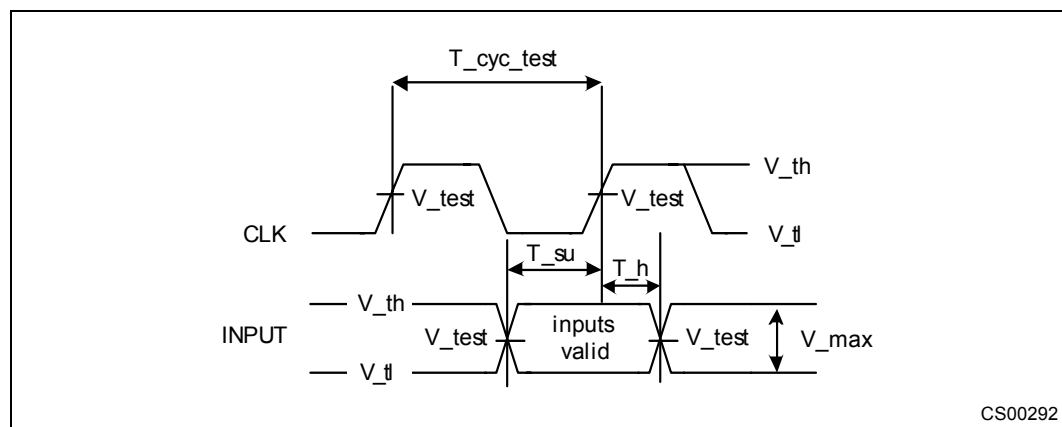 T_cyc_test
V_th
V_test V_test
CLK V_tl
T_su T_h
V_th
INPUT V_test inputs valid V_test V_max
V_tl
CS00292